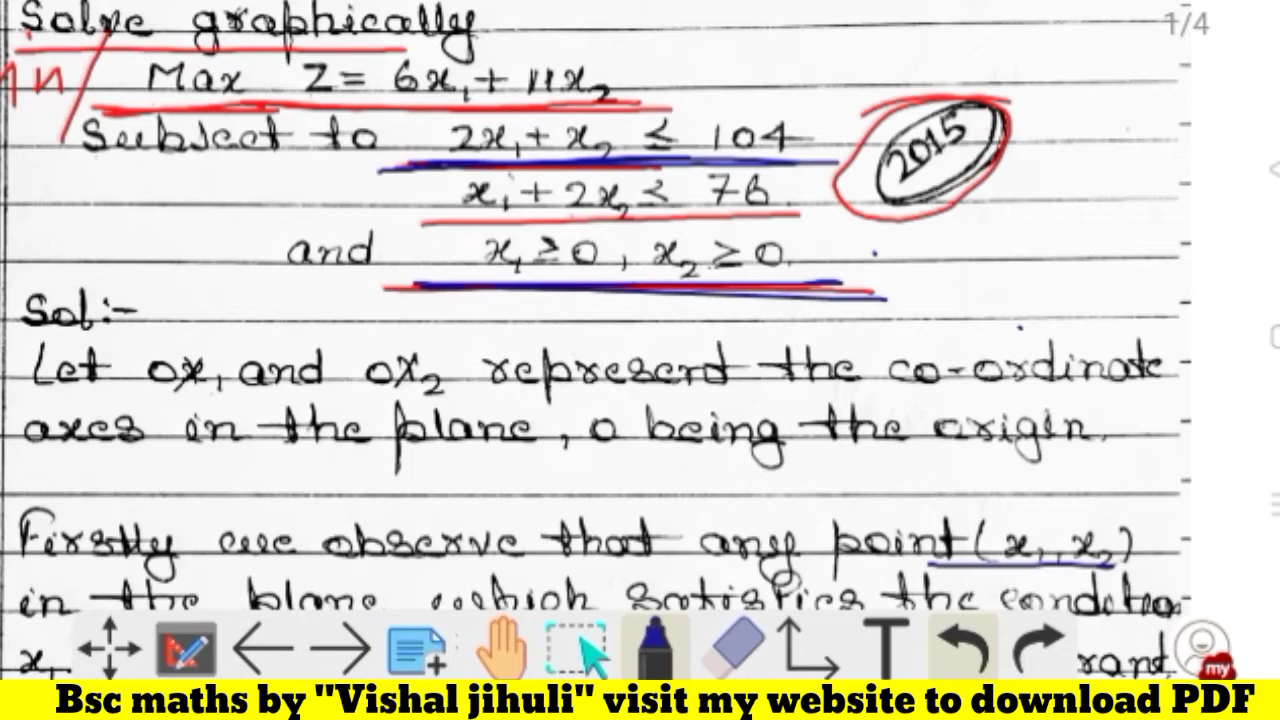 Solve graphically
1/4
Max Z = 6x₁ + 11x₂
Subject to 2x₁ + x₂ ≤ 104
2015
x₁ + 2x₂ ≤ 76
and x₁ ≥ 0, x₂ ≥ 0.
Sol:-
Let ox₁ and ox₂ represent the co-ordinate
axes in the plane, o being the origin.
Firstly we observe that any point (x₁, x₂)
in the plane which satisfies the condition
x₁ rant.
T
my
Bsc maths by "Vishal jihuli" visit my website to download PDF